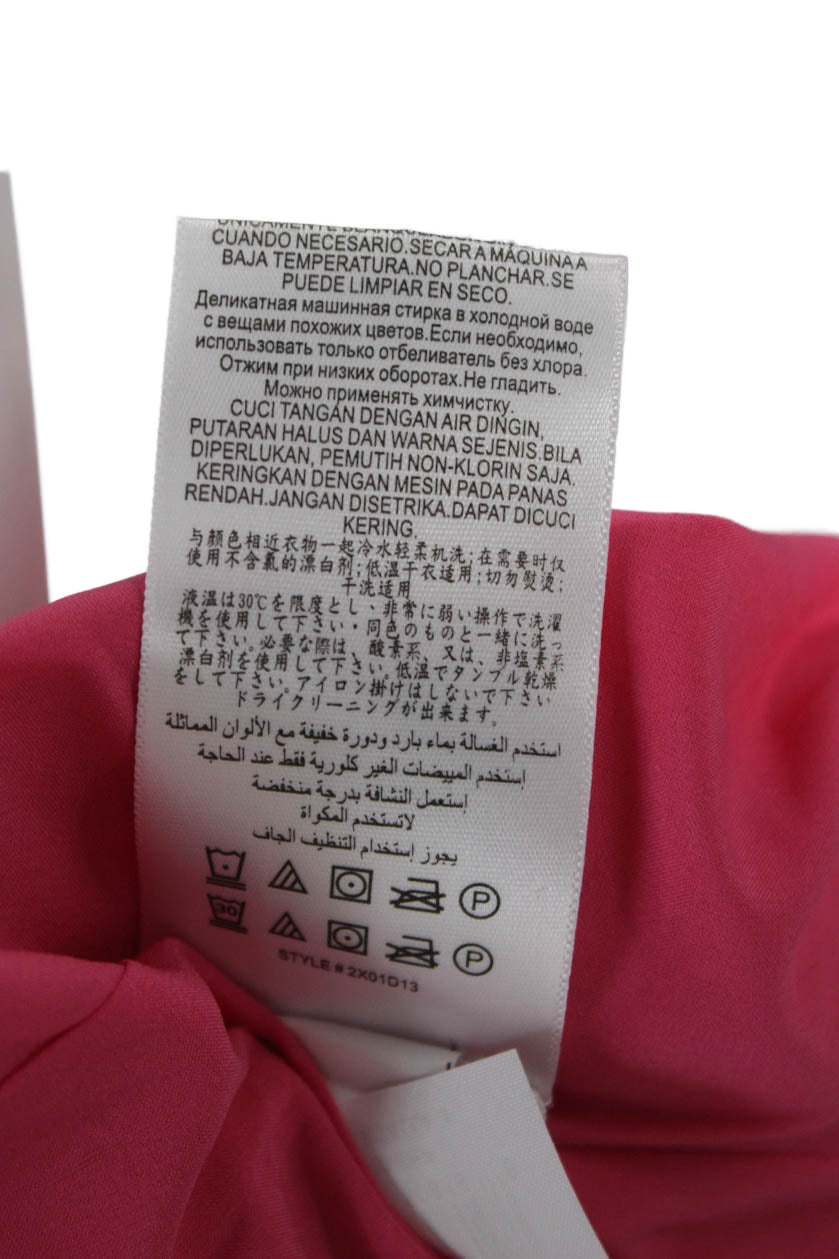 CUANDO NECESARIO.SECAR A MÁQUINA A
BAJA TEMPERATURA.NO PLANCHAR.SE
PUEDE LIMPIAR EN SECO.
Деликатная машинная стирка в холодной воде
с вещами похожих цветов.Если необходимо,
использовать только отбеливатель без хлора.
Отжим при низких оборотах.Не гладить.
Можно применять химчистку.
CUCI TANGAN DENGAN AIR DINGIN,
PUTARAN HALUS DAN WARNA SEJENIS.BILA
DIPERLUKAN, PEMUTIH NON-KLORIN SAJA.
KERINGKAN DENGAN MESIN PADA PANAS
RENDAH.JANGAN DISETRIKA.DAPAT DICUCI
KERING.
与颜色相近衣物一起冷水轻柔机洗;在需要时仅
使用不含氯的漂白剂;低温干衣适用;切勿熨烫;
干洗适用
液温は30℃を限度とし、非常に弱い操作で洗濯
機を使用して下さい・同色のものと一緒に洗っ
て下さい。必要な際は、酸素系、又は、非塩素系
漂白剤を使用して下さい。低温でタンブル乾燥
をして下さい。アイロン掛けはしないで下さい
ドライクリーニングが出来ます。
استخدم الغسالة بماء بارد ودورة خفيفة مع الألوان المماثلة
إستخدم المبيضات الغير كلورية فقط عند الحاجة
إستعمل النشافة بدرجة منخفضة
لاتستخدم المكواة
يجوز إستخدام التنظيف الجاف
P
30 P
STYLE # 2X01D13